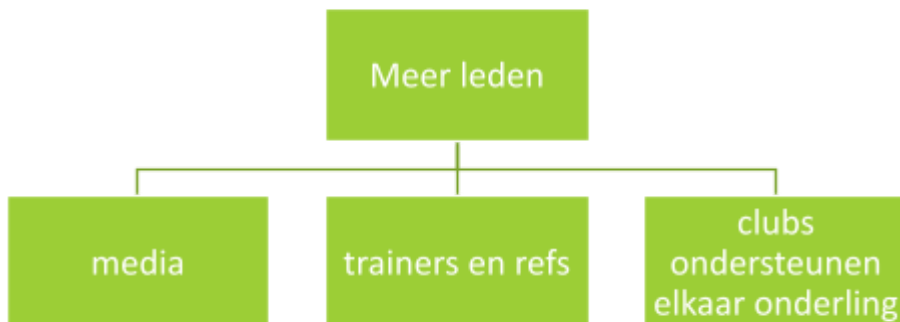 Meer leden
media
trainers en refs
clubs
ondersteunen
elkaar onderling